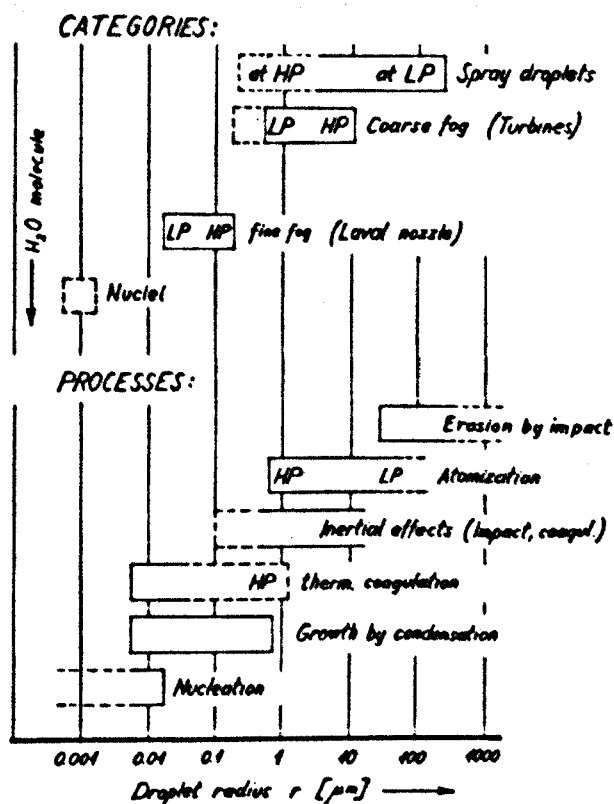 CATEGORIES:
at HP at LP Spray droplets
LP HP Coarse fog (Turbines)
H₂O molecule
LP HP fine fog (Laval nozzle)
Nuclei
PROCESSES:
Erosion by impact
HP LP Atomization
Inertial effects (Impact, coagul.)
HP therm. coagulation
Growth by condensation
Nucleation
0.001 0.01 0.1 1 10 100 1000
Droplet radius r [μm]